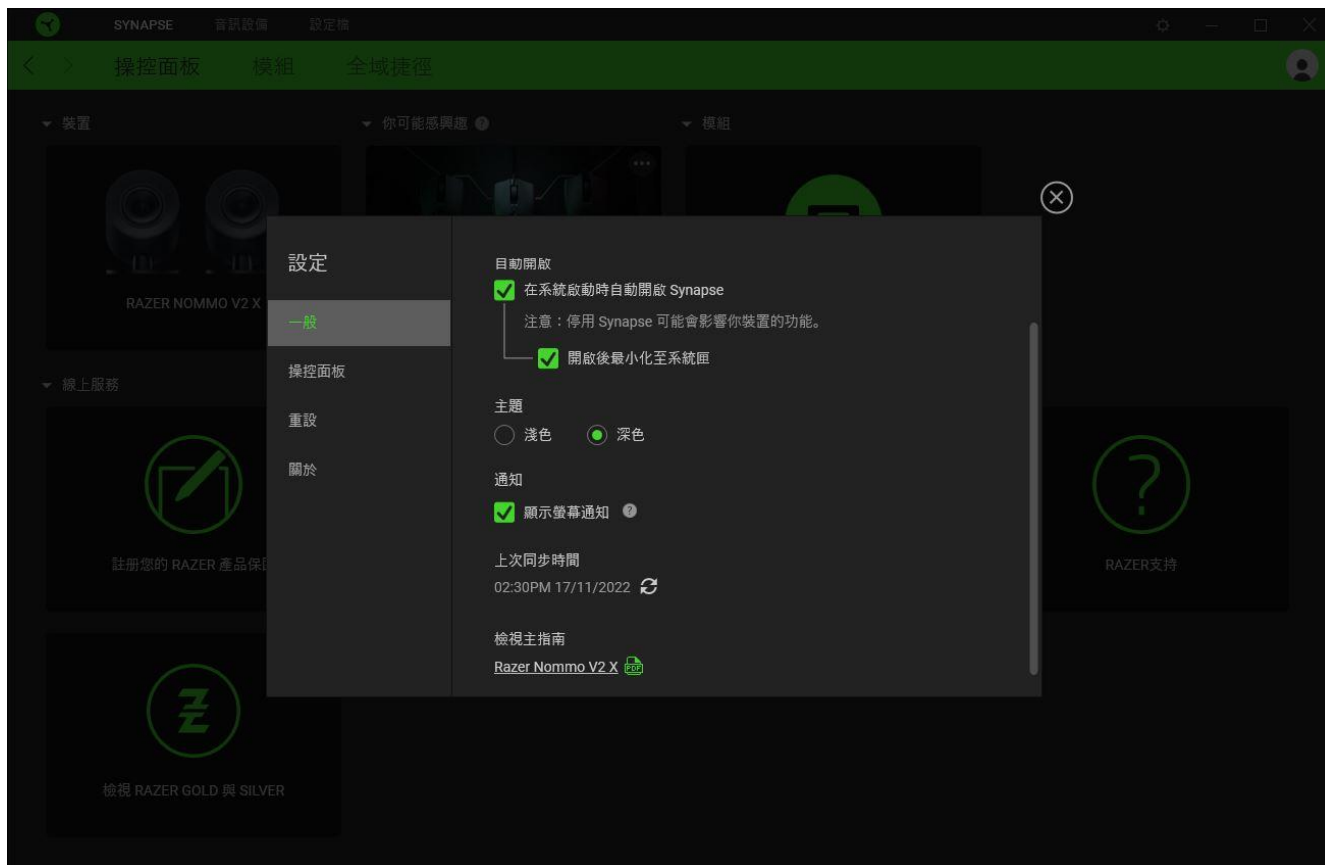 SYNAPSE 音訊設備 設定檔
操控面板 模組 全域捷徑
裝置 你可能感興趣 模組
RAZER NOMMO V2 X
線上服務
註冊您的 RAZER 產品保固
RAZER支持
檢視 RAZER GOLD 與 SILVER
設定
一般
操控面板
重設
關於
自動開啟
在系統啟動時自動開啟 Synapse
注意：停用 Synapse 可能會影響你裝置的功能。
開啟後最小化至系統匣
主題
淺色 深色
通知
顯示螢幕通知
上次同步時間
02:30PM 17/11/2022
檢視主指南
Razer Nommo V2 X PDF